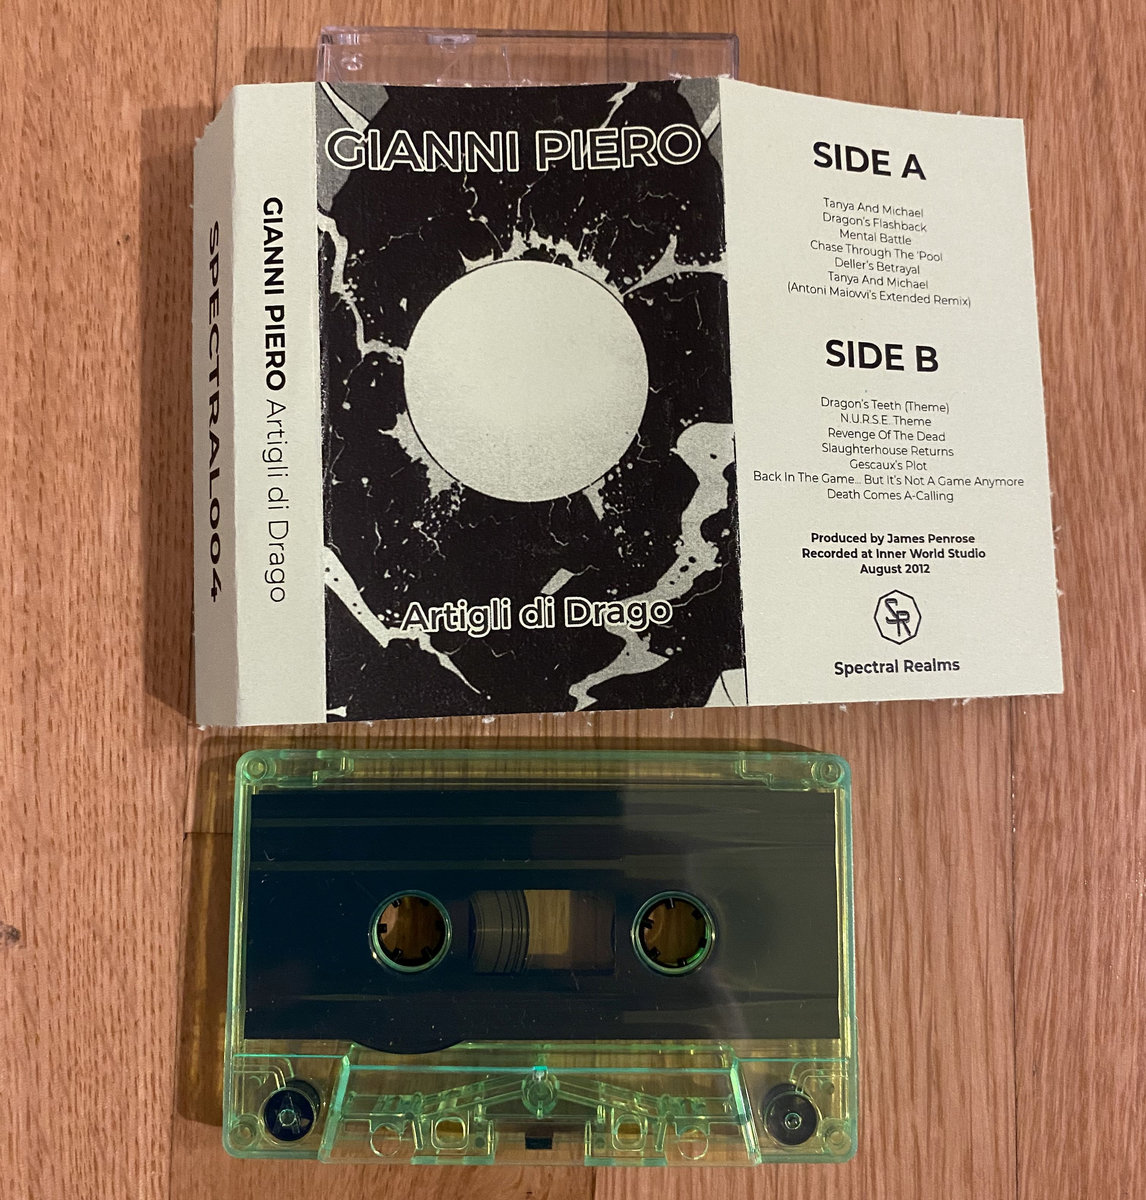 SPECTRAL004
GIANNI PIERO Artigli di Drago
GIANNI PIERO
Artigli di Drago
SIDE A
Tanya And Michael
Dragon's Flashback
Mental Battle
Chase Through The 'Pool
Deller's Betrayal
Tanya And Michael
(Antoni Maiovvi's Extended Remix)
SIDE B
Dragon's Teeth (Theme)
N.U.R.S.E. Theme
Revenge Of The Dead
Slaughterhouse Returns
Gescaux's Plot
Back In The Game... But It's Not A Game Anymore
Death Comes A-Calling
Produced by James Penrose
Recorded at Inner World Studio
August 2012
SR
Spectral Realms
A